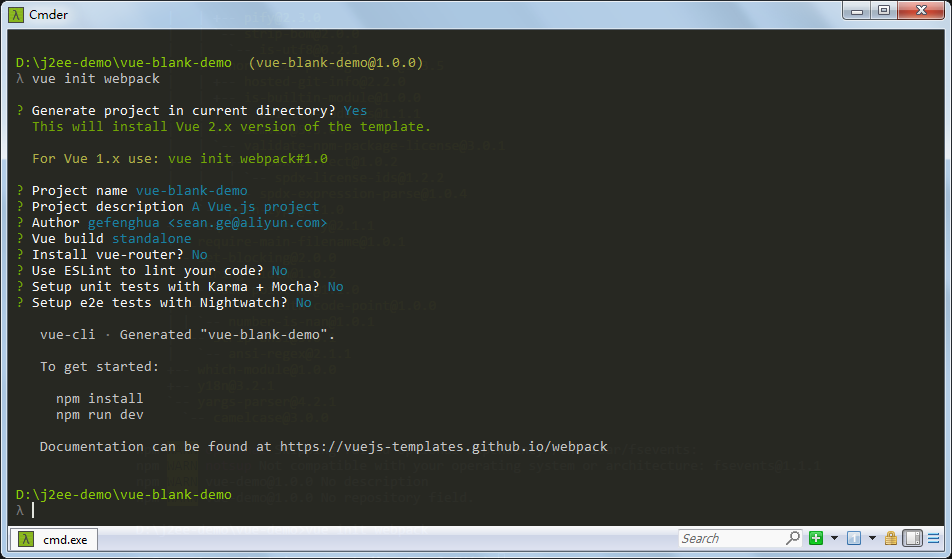 Cmder
D:\j2ee-demo\vue-blank-demo (vue-blank-demo@1.0.0)
λ vue init webpack
? Generate project in current directory? Yes
This will install Vue 2.x version of the template.
For Vue 1.x use: vue init webpack#1.0
? Project name vue-blank-demo
? Project description A Vue.js project
? Author gefenghua <sean.ge@aliyun.com>
? Vue build standalone
? Install vue-router? No
? Use ESLint to lint your code? No
? Setup unit tests with Karma + Mocha? No
? Setup e2e tests with Nightwatch? No
vue-cli · Generated "vue-blank-demo".
To get started:
npm install
npm run dev
Documentation can be found at https://vuejs-templates.github.io/webpack
D:\j2ee-demo\vue-blank-demo
λ
λ cmd.exe
Search